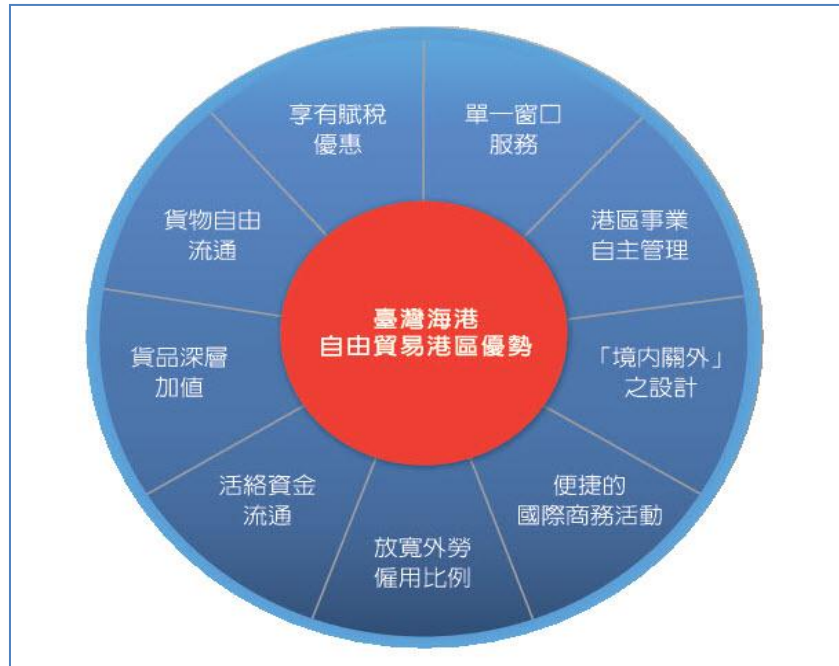 臺灣海港
自由貿易港區優勢
單一窗口
服務
港區事業
自主管理
「境內關外」
之設計
便捷的
國際商務活動
放寬外勞
僱用比例
活絡資金
流通
貨品深層
加值
貨物自由
流通
享有賦稅
優惠